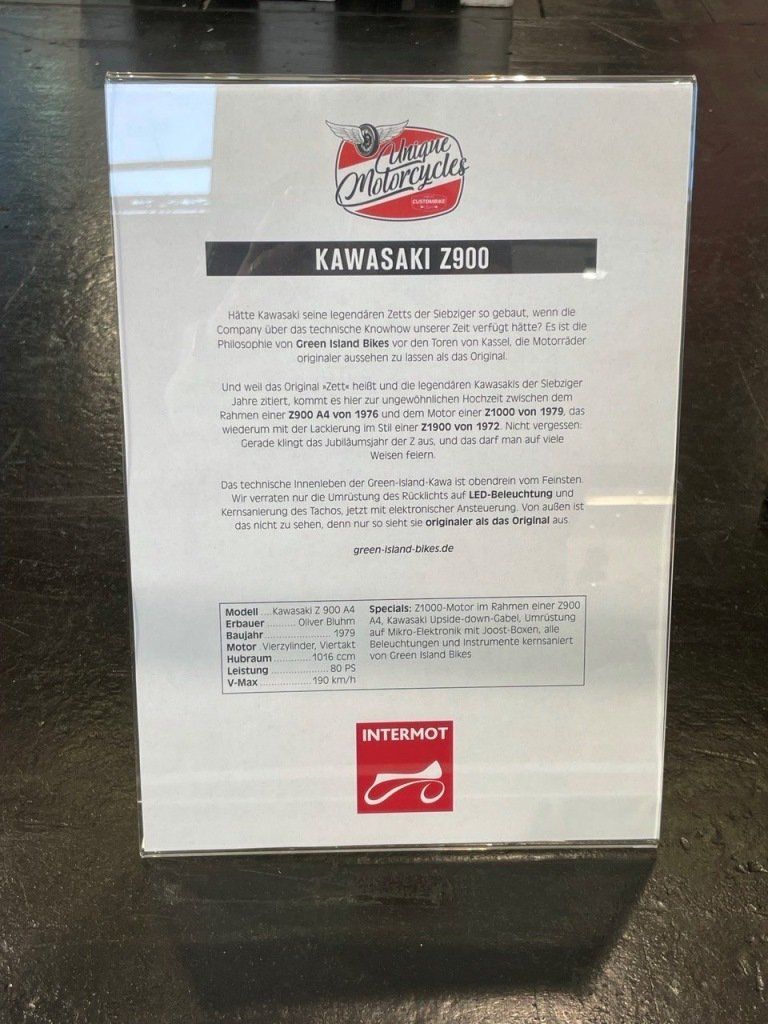 Unique
Motorcycles
CUSTOMBIKE
KAWASAKI Z900
Hätte Kawasaki seine legendären Zetts der Siebziger so gebaut, wenn die
Company über das technische Knowhow unserer Zeit verfügt hätte? Es ist die
Philosophie von Green Island Bikes vor den Toren von Kassel, die Motorräder
originaler aussehen zu lassen als das Original.
Und weil das Original »Zett« heißt und die legendären Kawasakis der Siebziger
Jahre zitiert, kommt es hier zur ungewöhnlichen Hochzeit zwischen dem
Rahmen einer Z900 A4 von 1976 und dem Motor einer Z1000 von 1979, das
wiederum mit der Lackierung im Stil einer Z1900 von 1972. Nicht vergessen:
Gerade klingt das Jubiläumsjahr der Z aus, und das darf man auf viele
Weisen feiern.
Das technische Innenleben der Green-Island-Kawa ist obendrein vom Feinsten.
Wir verraten nur die Umrüstung des Rücklichts auf LED-Beleuchtung und
Kernsanierung des Tachos, jetzt mit elektronischer Ansteuerung. Von außen ist
das nicht zu sehen, denn nur so sieht sie originaler als das Original aus.
green-island-bikes.de
Modell ....Kawasaki Z 900 A4
Erbauer ......... Oliver Bluhm
Baujahr ..................... 1979
Motor .Vierzylinder, Viertakt
Hubraum ............ 1016 ccm
Leistung ................... 80 PS
V-Max ................ 190 km/h
Specials: Z1000-Motor im Rahmen einer Z900
A4, Kawasaki Upside-down-Gabel, Umrüstung
auf Mikro-Elektronik mit Joost-Boxen, alle
Beleuchtungen und Instrumente kernsaniert
von Green Island Bikes
INTERMOT